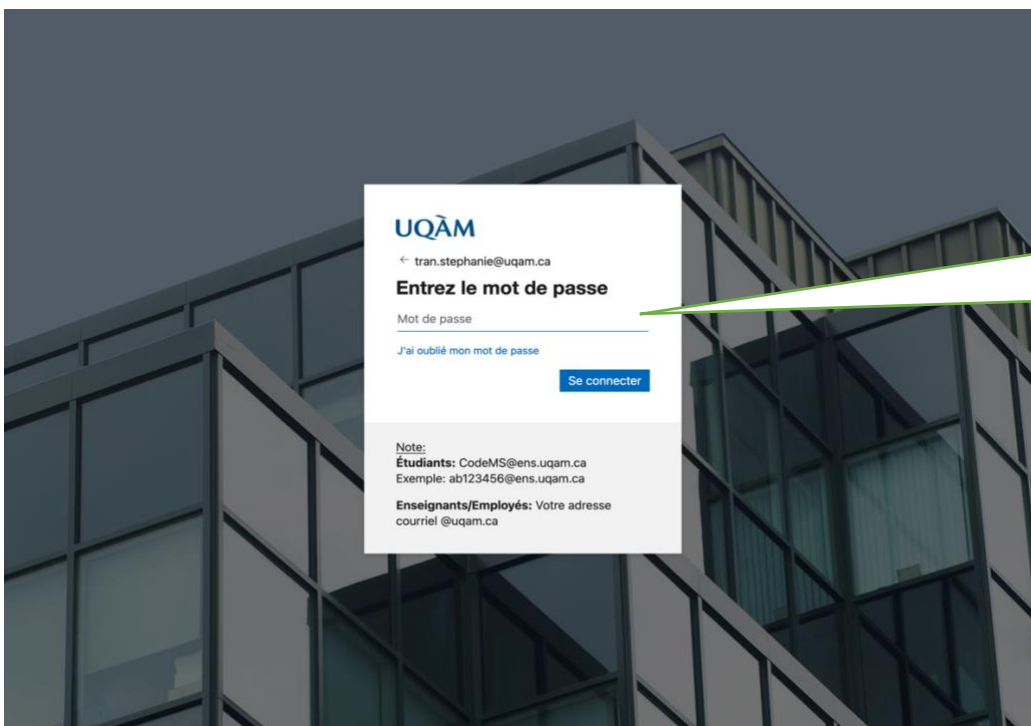 UQÀM
← tran.stephanie@uqam.ca
Entrez le mot de passe
Mot de passe
J'ai oublié mon mot de passe
Se connecter
Note:
Étudiants: CodeMS@ens.uqam.ca
Exemple: ab123456@ens.uqam.ca
Enseignants/Employés: Votre adresse
courriel @uqam.ca